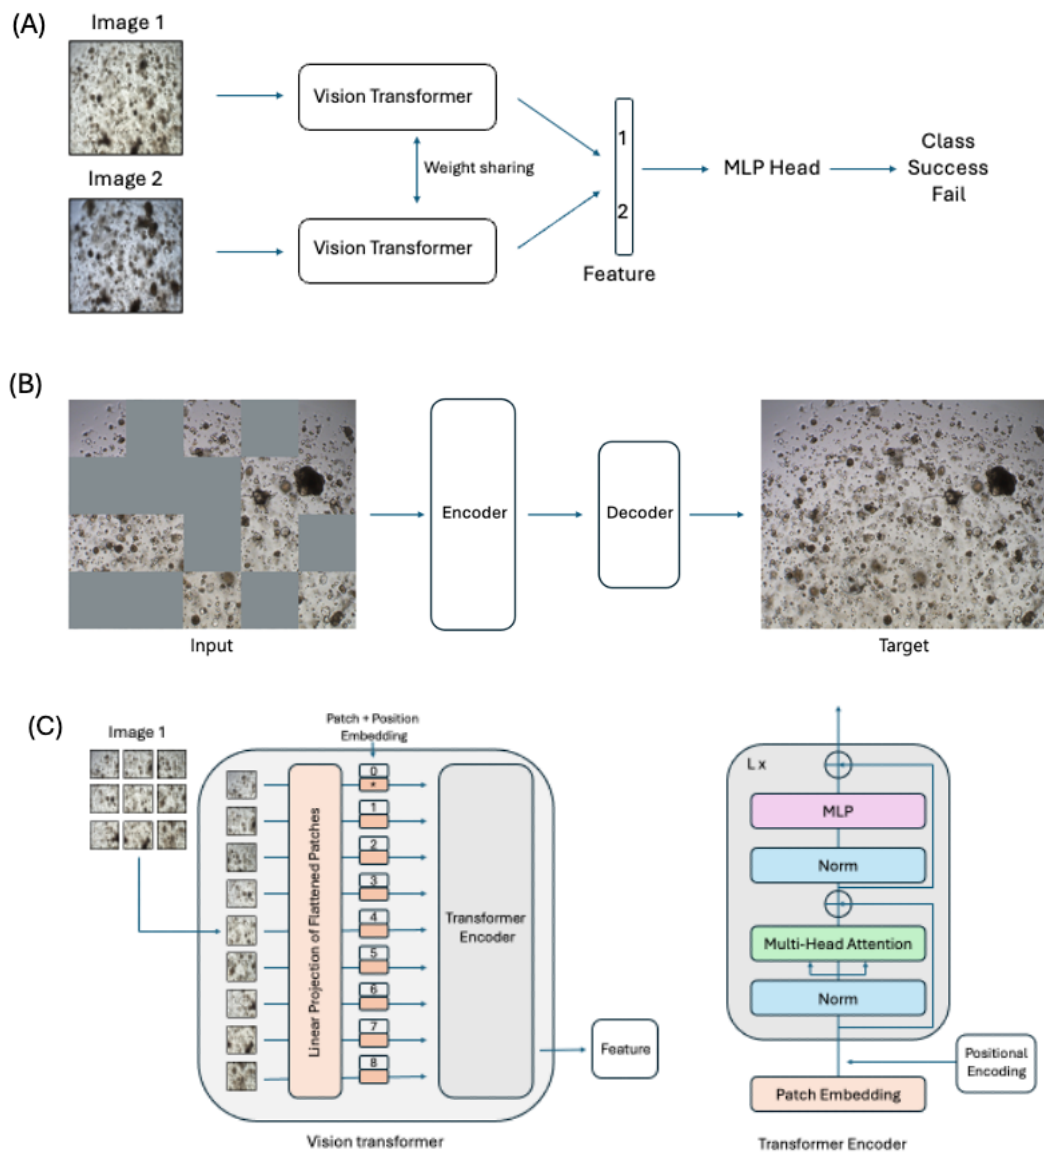 (A)
Image 1
Vision Transformer
Weight sharing
Image 2
Vision Transformer
1
2
Feature
MLP Head
Class
Success
Fail
(B)
Input
Encoder
Decoder
Target
(C)
Image 1
Patch + Position
Embedding
Linear Projection of Flattened Patches
0
*
1
2
3
4
5
6
7
8
Transformer
Encoder
Feature
Vision transformer
L x
MLP
Norm
Multi-Head Attention
Norm
Positional
Encoding
Patch Embedding
Transformer Encoder